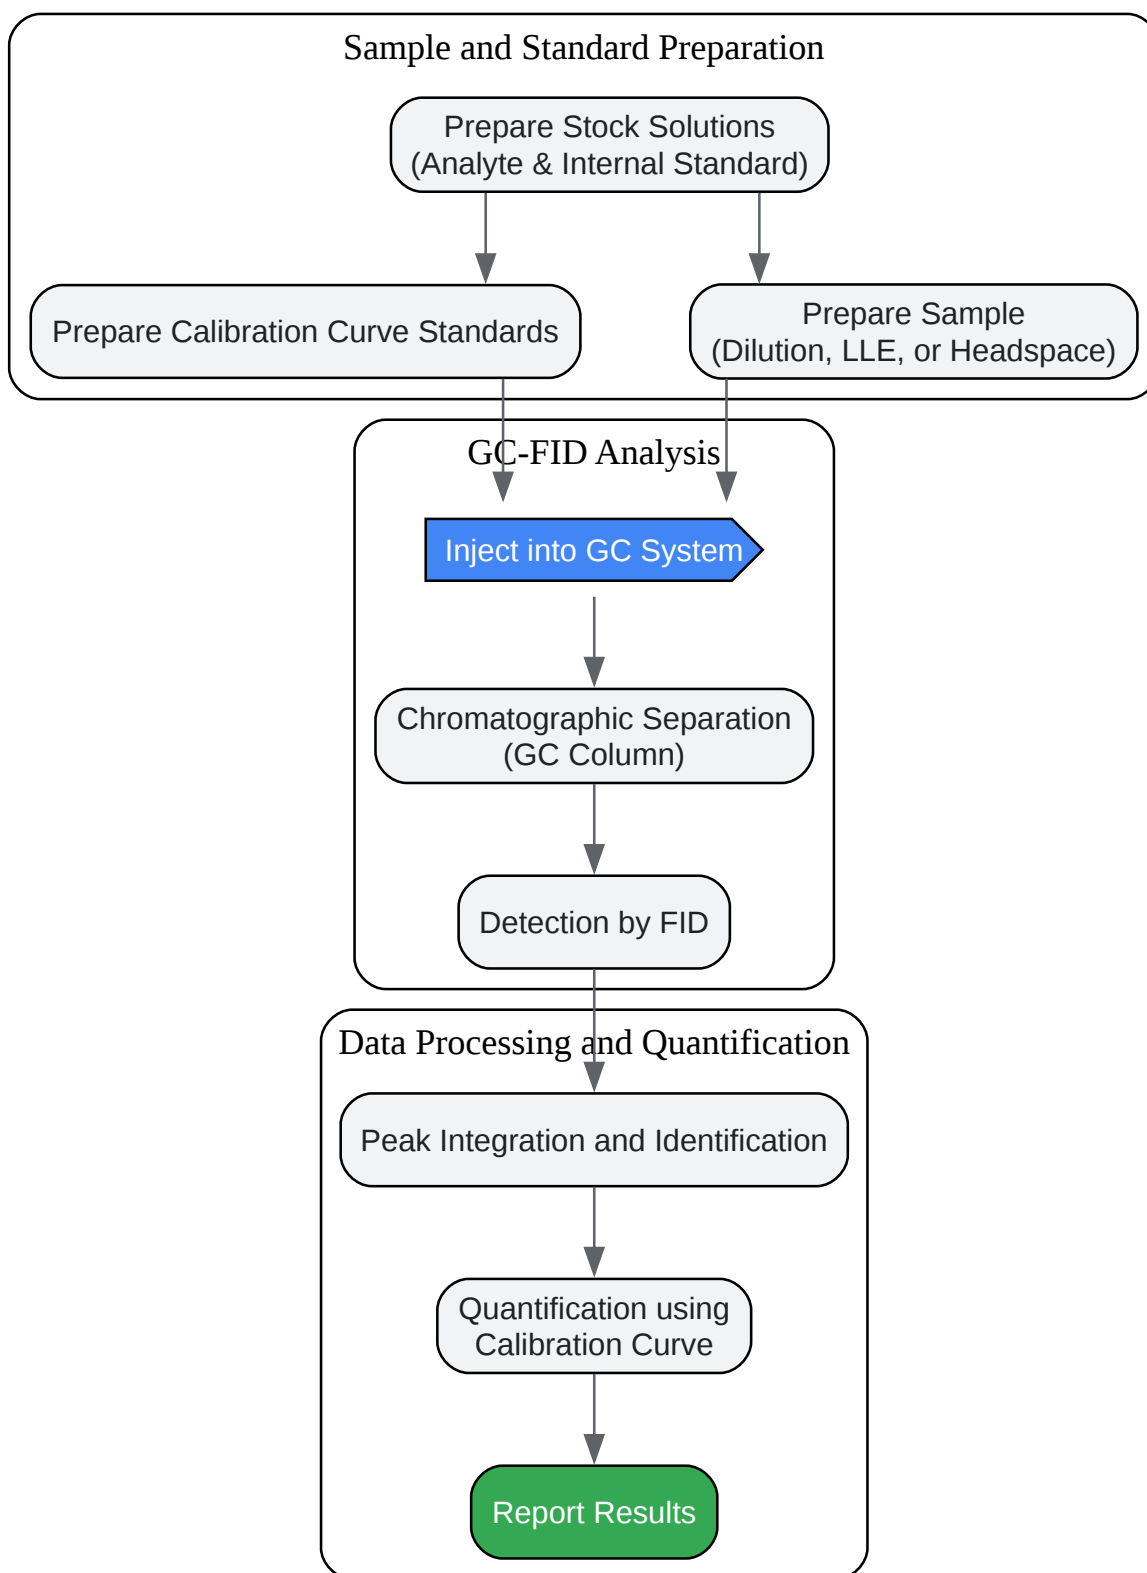 Sample and Standard Preparation
Prepare Stock Solutions
(Analyte & Internal Standard)
Prepare Calibration Curve Standards
Prepare Sample
(Dilution, LLE, or Headspace)
GC-FID Analysis
Inject into GC System
Chromatographic Separation
(GC Column)
Detection by FID
Data Processing and Quantification
Peak Integration and Identification
Quantification using
Calibration Curve
Report Results